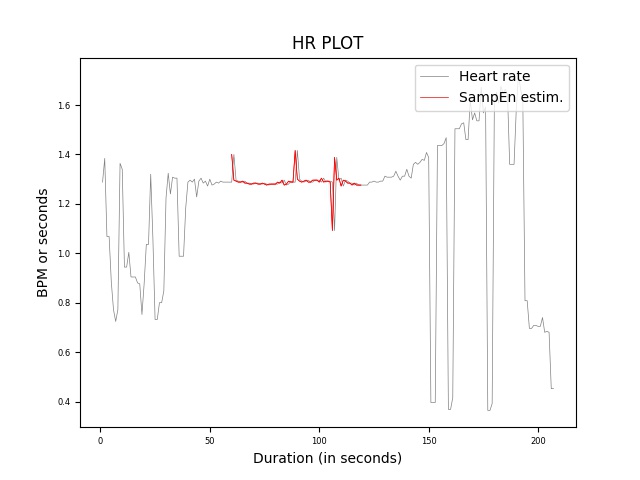 HR PLOT
Heart rate
SampEn estim.
BPM or seconds
1.6
1.4
1.2
1.0
0.8
0.6
0.4
0
50
100
150
200
Duration (in seconds)